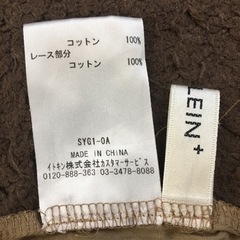 コットン 100%
レース部分
コットン 100%
SYG1-0A
MADE IN CHINA
イトキン株式会社カスタマーサービス
0120-888-363 03-3478-8088
LEIN+